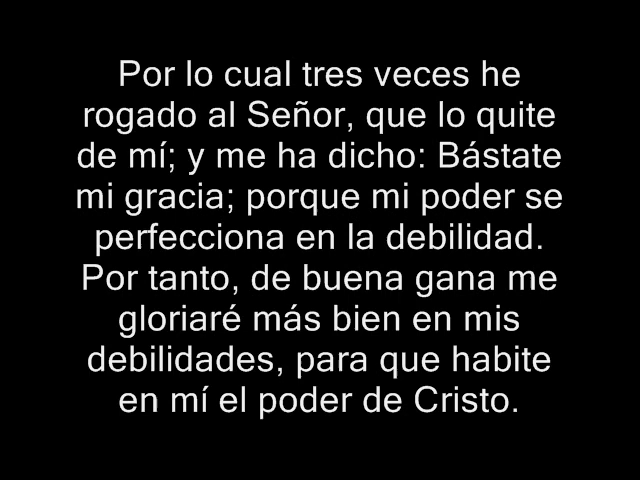 Por lo cual tres veces he
rogado al Señor, que lo quite
de mí; y me ha dicho: Bástate
mi gracia; porque mi poder se
perfecciona en la debilidad.
Por tanto, de buena gana me
gloriaré más bien en mis
debilidades, para que habite
en mí el poder de Cristo.